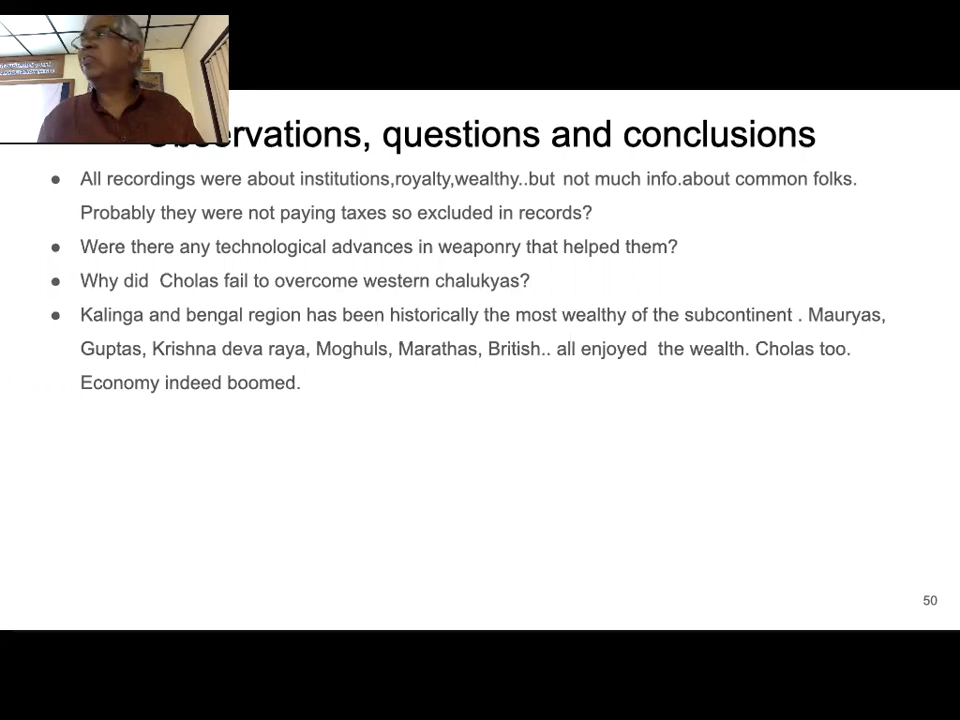 Observations, questions and conclusions
● All recordings were about institutions,royalty,wealthy..but not much info.about common folks.
Probably they were not paying taxes so excluded in records?
● Were there any technological advances in weaponry that helped them?
● Why did Cholas fail to overcome western chalukyas?
● Kalinga and bengal region has been historically the most wealthy of the subcontinent . Mauryas,
Guptas, Krishna deva raya, Moghuls, Marathas, British.. all enjoyed the wealth. Cholas too.
Economy indeed boomed.
50